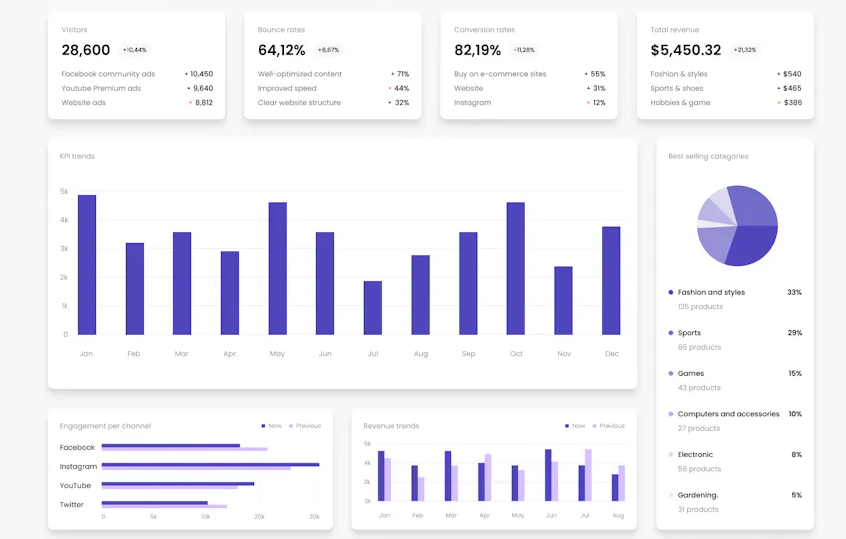 Visitors
28,600 +10,44%
Facebook community ads 10,450
Youtube Premium ads 9,640
Website ads 8,812
Bounce rates
64,12% +8,67%
Well-optimized content 71%
Improved speed 44%
Clear website structure 32%
Conversion rates
82,19% -11,28%
Buy on e-commerce sites 55%
Website 31%
Instagram 12%
Total revenue
$5,450.32 +21,32%
Fashion & styles $540
Sports & shoes $465
Hobbies & game $386
KPI trends
5k
4k
3k
2k
1k
0
Jan Feb Mar Apr May Jun Jul Aug Sep Oct Nov Dec
Best selling categories
Fashion and styles 33%
125 products
Sports 29%
86 products
Games 15%
43 products
Computers and accessories 10%
27 products
Electronic 8%
58 products
Gardening. 5%
31 products
Engagement per channel Now Previous
Facebook
Instagram
YouTube
Twitter
0 5k 10k 20k 30k
Revenue trends Now Previous
5k
4k
3k
2k
Jan Feb Mar Apr May Jun Jul Aug